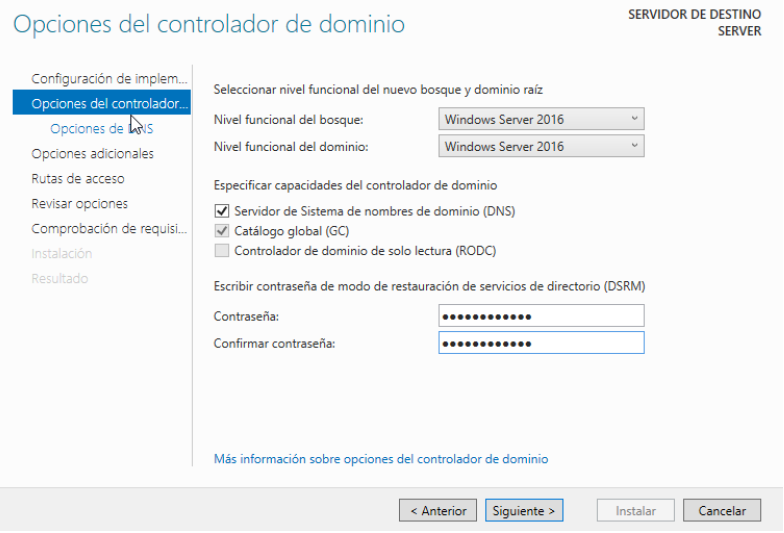 Opciones del controlador de dominio
SERVIDOR DE DESTINO
SERVER
Configuración de implem...
Opciones del controlador...
Opciones de DNS
Opciones adicionales
Rutas de acceso
Revisar opciones
Comprobación de requisi...
Instalación
Resultado
Seleccionar nivel funcional del nuevo bosque y dominio raíz
Nivel funcional del bosque: Windows Server 2016
Nivel funcional del dominio: Windows Server 2016
Especificar capacidades del controlador de dominio
Servidor de Sistema de nombres de dominio (DNS)
Catálogo global (GC)
Controlador de dominio de solo lectura (RODC)
Escribir contraseña de modo de restauración de servicios de directorio (DSRM)
Contraseña: ●●●●●●●●●●●●
Confirmar contraseña: ●●●●●●●●●●●●
Más información sobre opciones del controlador de dominio
< Anterior Siguiente > Instalar Cancelar